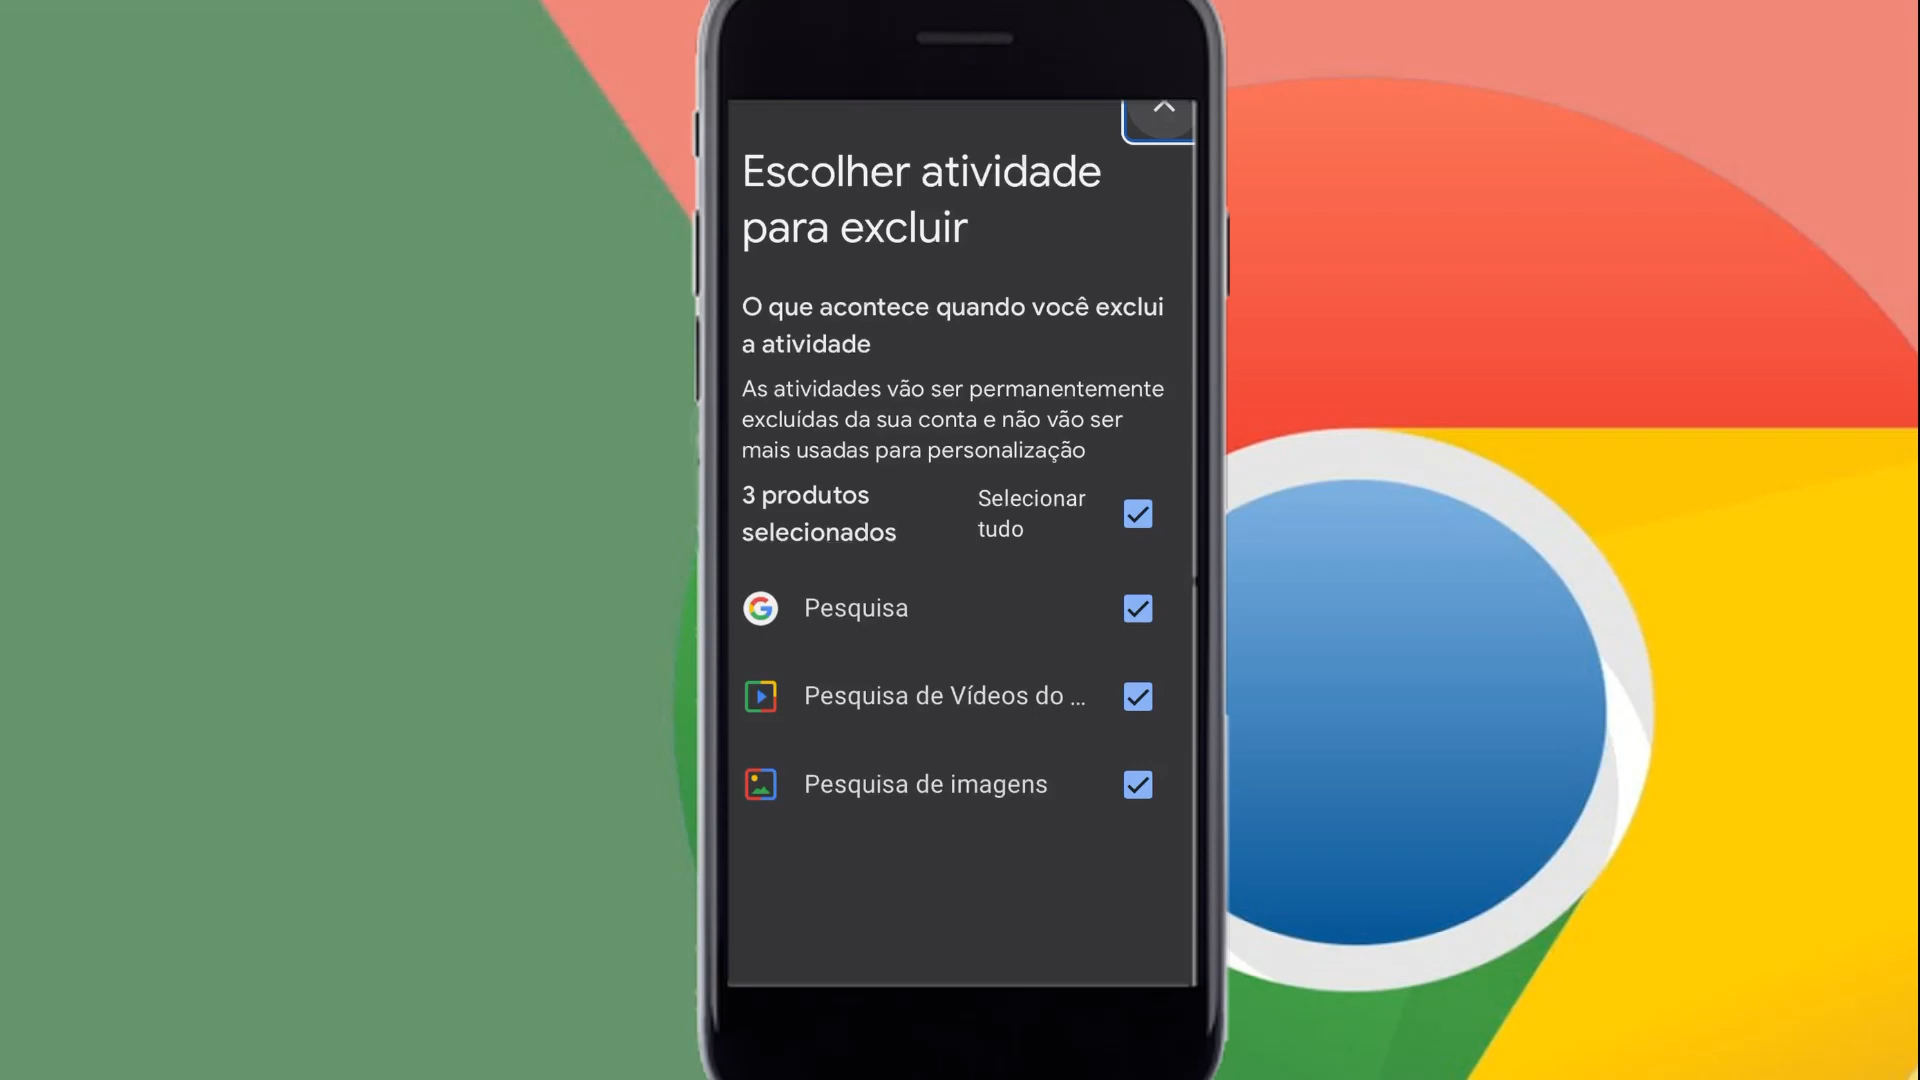 Escolher atividade
para excluir
O que acontece quando você exclui
a atividade
As atividades vão ser permanentemente
excluídas da sua conta e não vão ser
mais usadas para personalização
3 produtos
selecionados
Selecionar
tudo
Pesquisa
Pesquisa de Vídeos do ...
Pesquisa de imagens